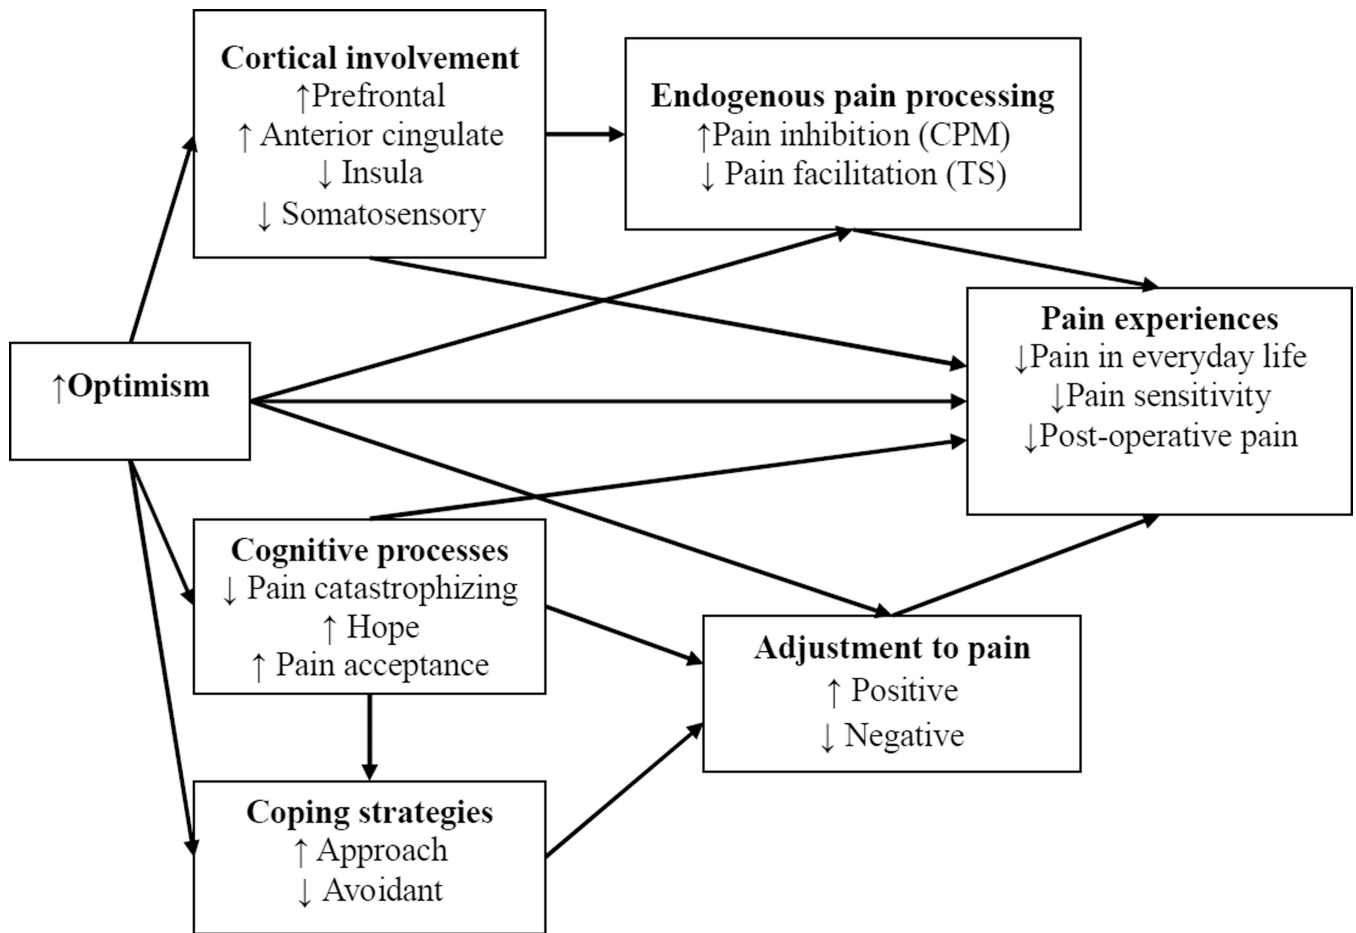 Cortical involvement
↑Prefrontal
↑ Anterior cingulate
↓ Insula
↓ Somatosensory
Endogenous pain processing
↑Pain inhibition (CPM)
↓ Pain facilitation (TS)
Pain experiences
↓Pain in everyday life
↓Pain sensitivity
↓Post-operative pain
↑Optimism
Cognitive processes
↓ Pain catastrophizing
↑ Hope
↑ Pain acceptance
Adjustment to pain
↑ Positive
↓ Negative
Coping strategies
↑ Approach
↓ Avoidant